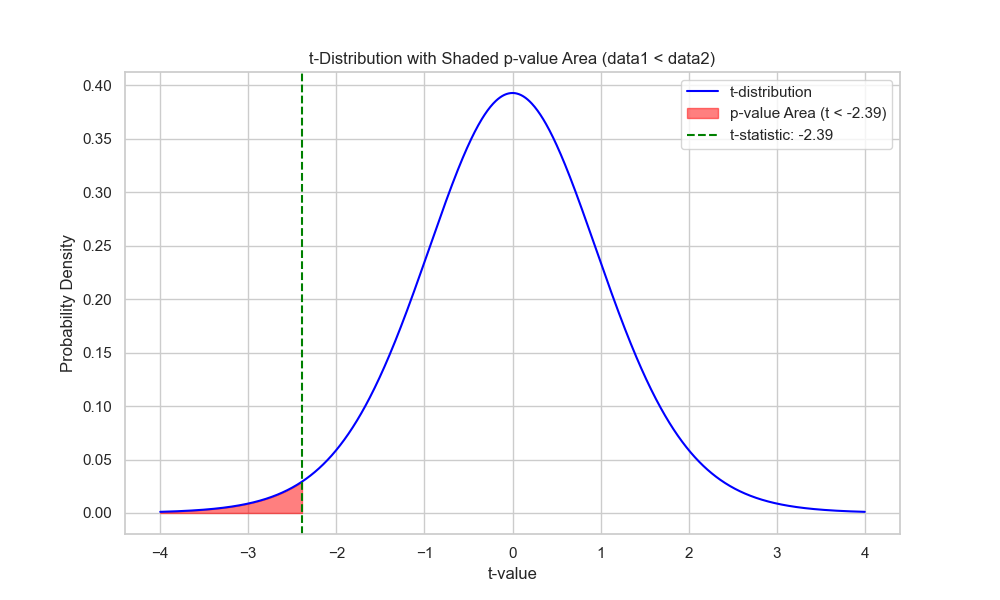 t-Distribution with Shaded p-value Area (data1 < data2)
t-distribution
p-value Area (t < -2.39)
t-statistic: -2.39
Probability Density
0.40
0.35
0.30
0.25
0.20
0.15
0.10
0.05
0.00
−4 −3 −2 −1 0 1 2 3 4
t-value